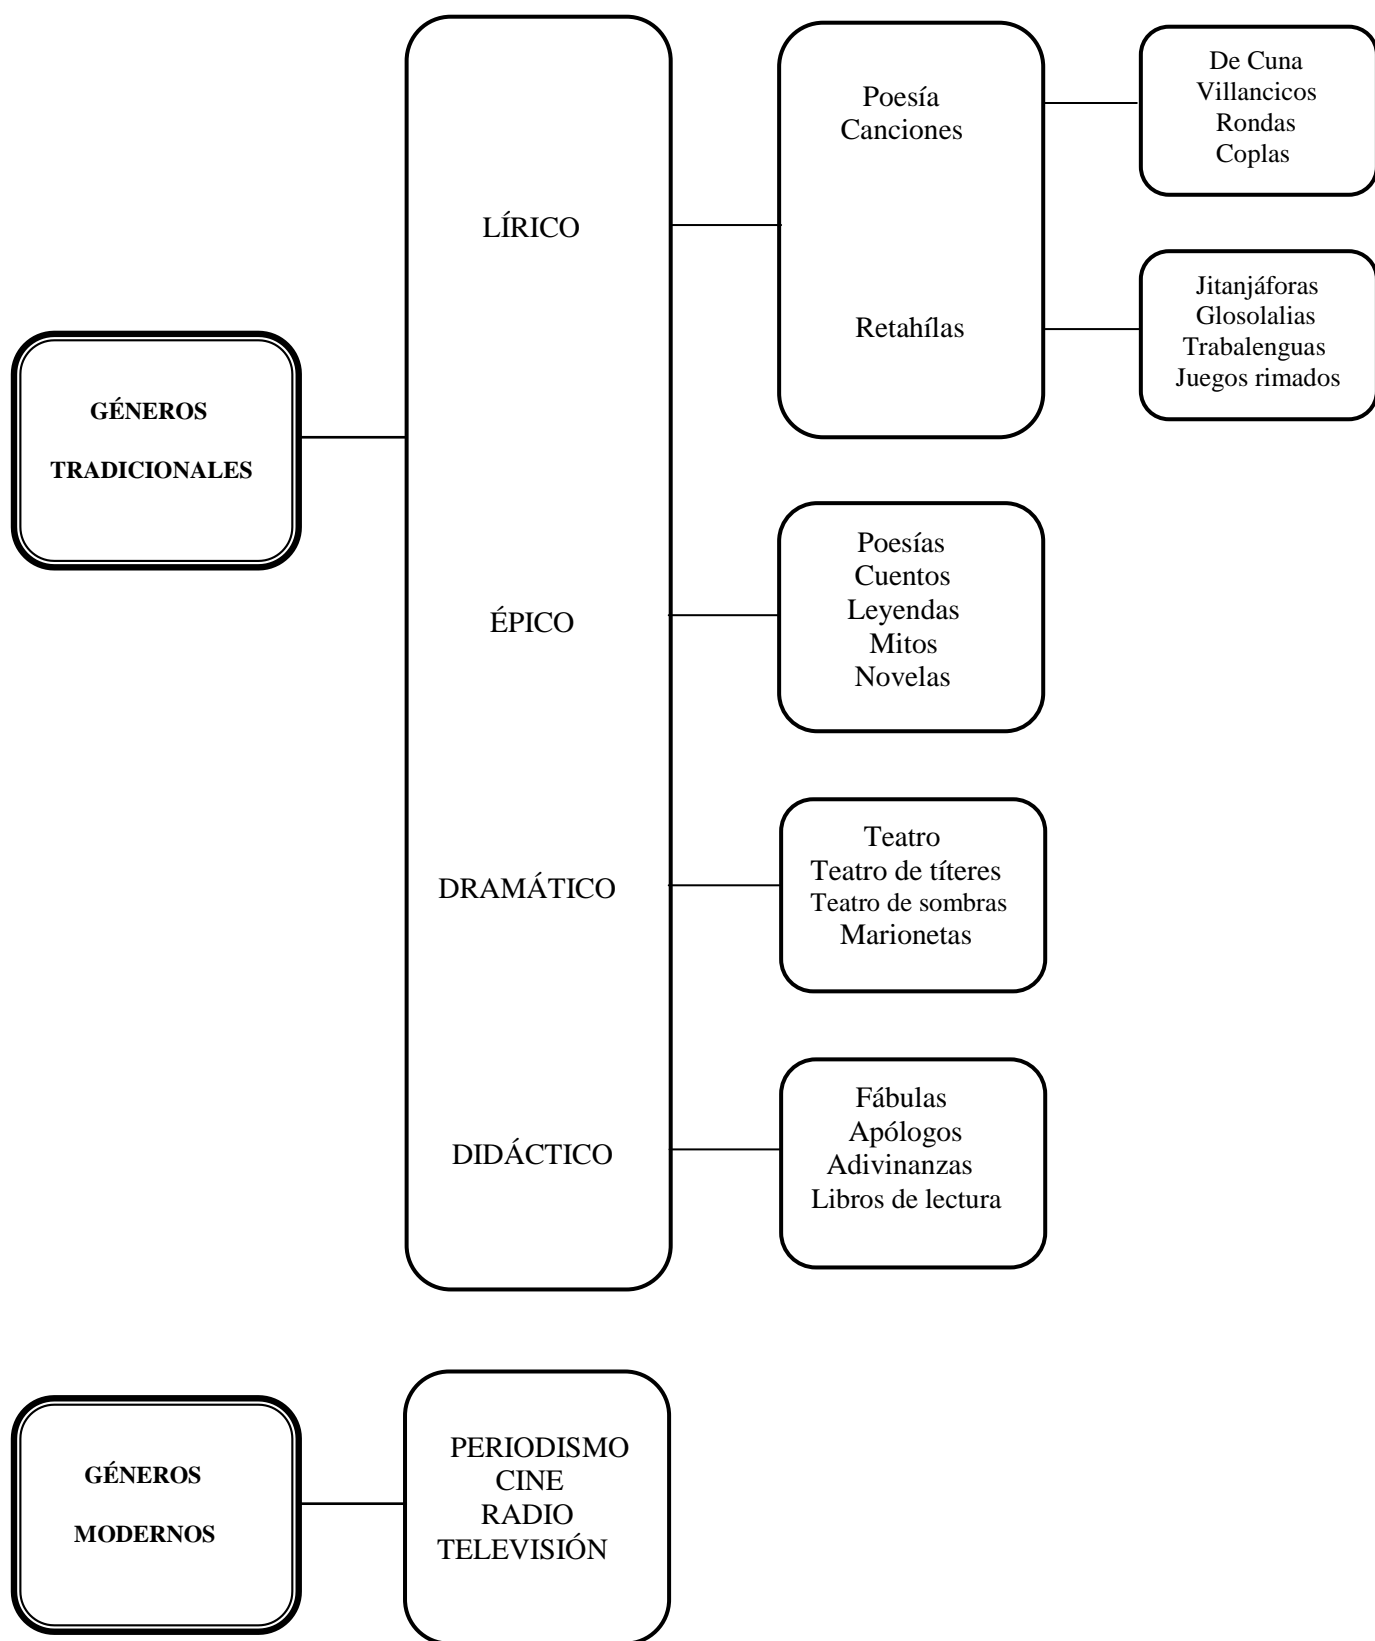 GÉNEROS
TRADICIONALES
LÍRICO
Poesía
Canciones
De Cuna
Villancicos
Rondas
Coplas
Retahílas
Jitanjáforas
Glosolalias
Trabalenguas
Juegos rimados
ÉPICO
Poesías
Cuentos
Leyendas
Mitos
Novelas
DRAMÁTICO
Teatro
Teatro de títeres
Teatro de sombras
Marionetas
DIDÁCTICO
Fábulas
Apólogos
Adivinanzas
Libros de lectura
GÉNEROS
MODERNOS
PERIODISMO
CINE
RADIO
TELEVISIÓN